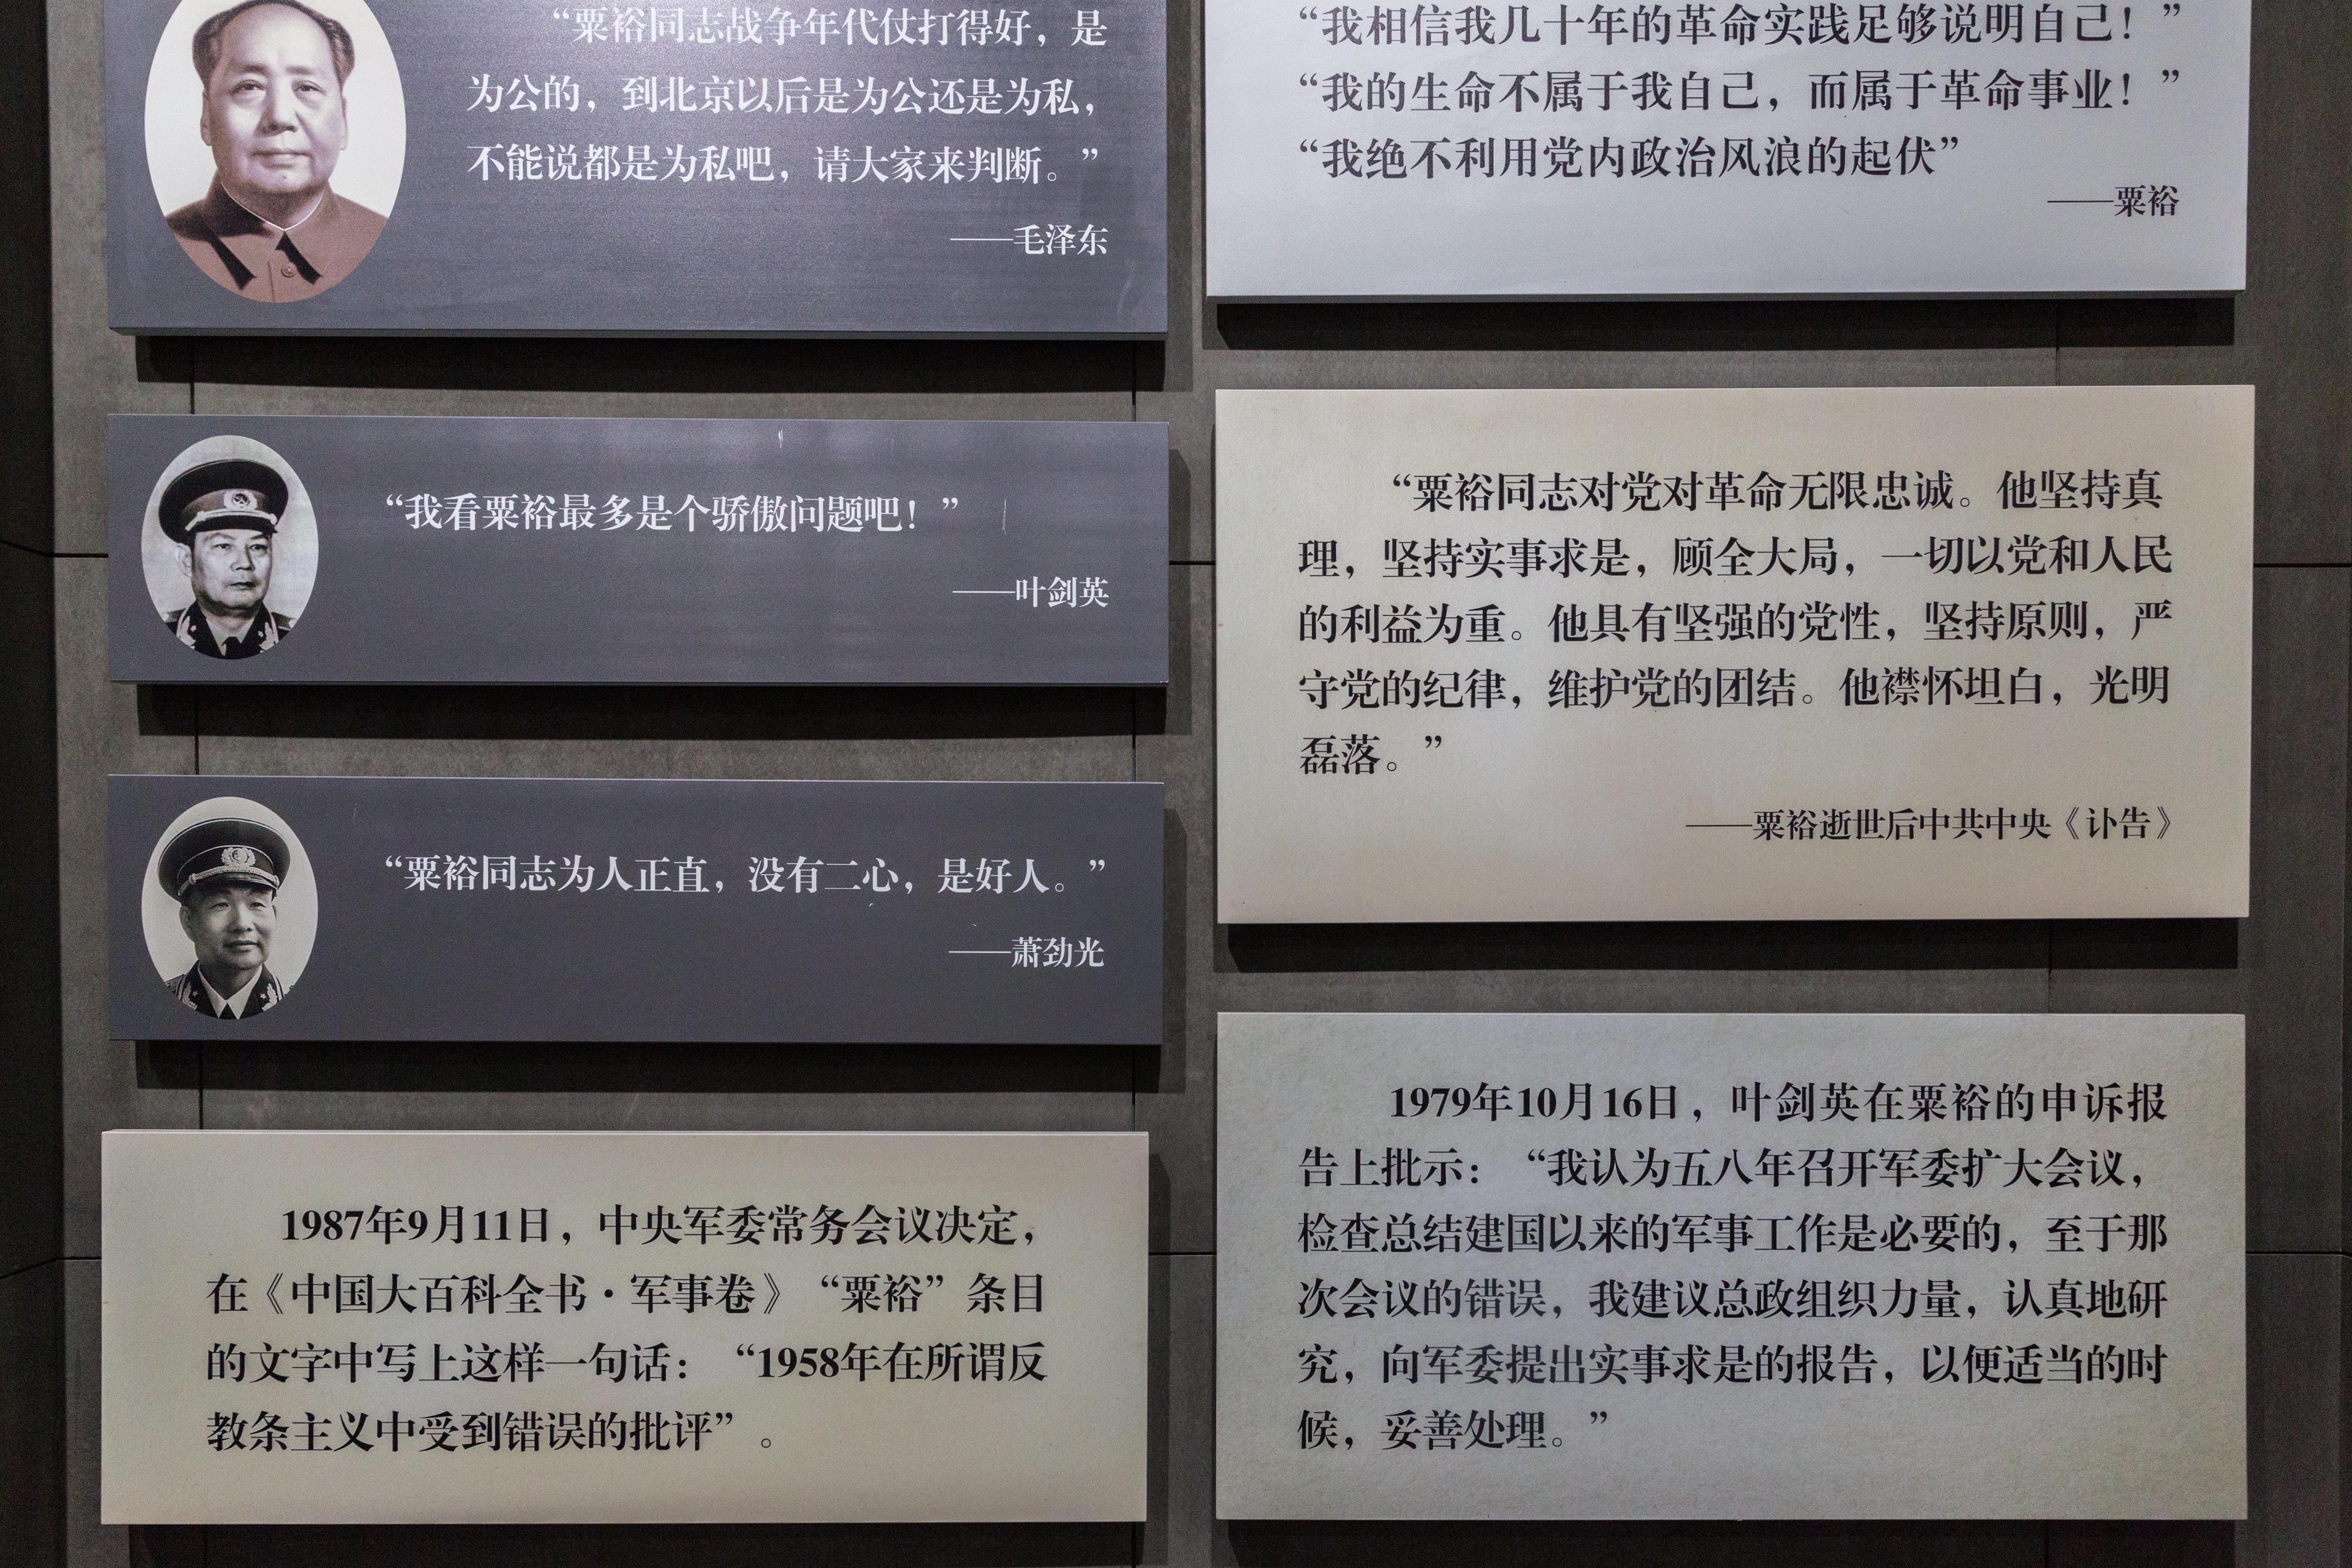 “粟裕同志战争年代仗打得好，是
为公的，到北京以后是为公还是为私，
不能说都是为私吧，请大家来判断。”
——毛泽东
“我看粟裕最多是个骄傲问题吧！”
——叶剑英
“粟裕同志为人正直，没有二心，是好人。”
——萧劲光
1987年9月11日，中央军委常务会议决定，
在《中国大百科全书·军事卷》“粟裕”条目
的文字中写上这样一句话：“1958年在所谓反
教条主义中受到错误的批评”。
“我相信我几十年的革命实践足够说明自己！”
“我的生命不属于我自己，而属于革命事业！”
“我绝不利用党内政治风浪的起伏”
——粟裕
“粟裕同志对党对革命无限忠诚。他坚持真
理，坚持实事求是，顾全大局，一切以党和人民
的利益为重。他具有坚强的党性，坚持原则，严
守党的纪律，维护党的团结。他襟怀坦白，光明
磊落。”
——粟裕逝世后中共中央《讣告》
1979年10月16日，叶剑英在粟裕的申诉报
告上批示：“我认为五八年召开军委扩大会议，
检查总结建国以来的军事工作是必要的，至于那
次会议的错误，我建议总政组织力量，认真地研
究，向军委提出实事求是的报告，以便适当的时
候，妥善处理。”